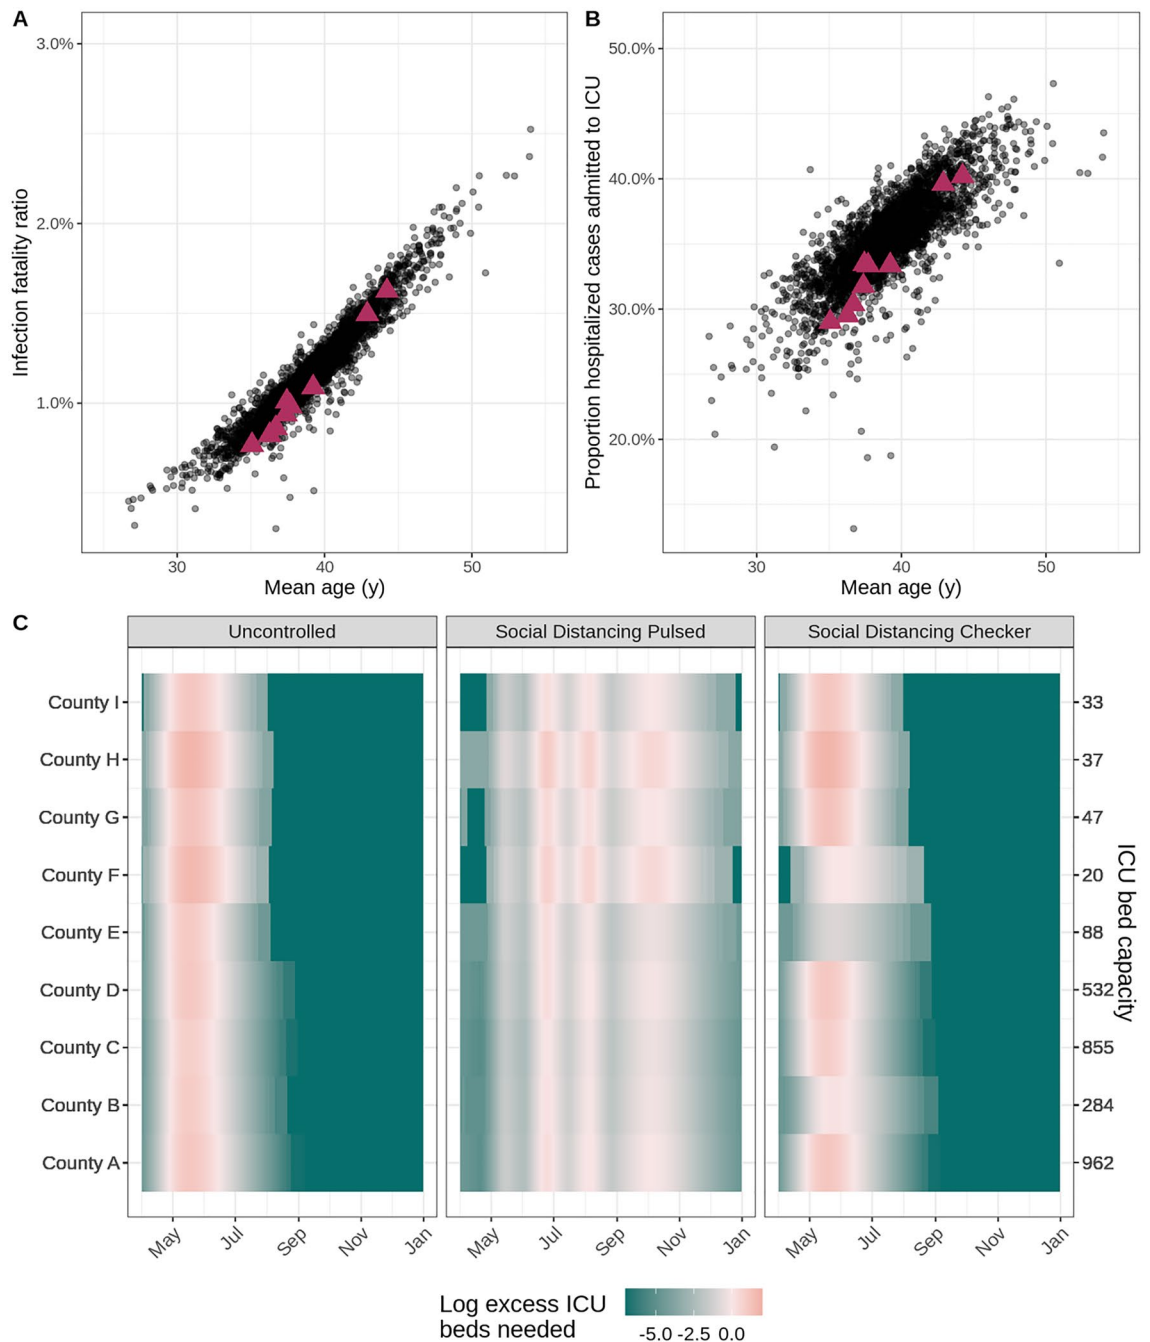 A
3.0%
2.0%
1.0%
Infection fatality ratio
30 40 50
Mean age (y)
B
50.0%
40.0%
30.0%
20.0%
Proportion hospitalized cases admitted to ICU
30 40 50
Mean age (y)
C
Uncontrolled Social Distancing Pulsed Social Distancing Checker
County I 33
County H 37
County G 47
County F 20
County E 88
County D 532
County C 855
County B 284
County A 962
ICU bed capacity
May Jul Sep Nov Jan May Jul Sep Nov Jan May Jul Sep Nov Jan
Log excess ICU
beds needed
-5.0 -2.5 0.0